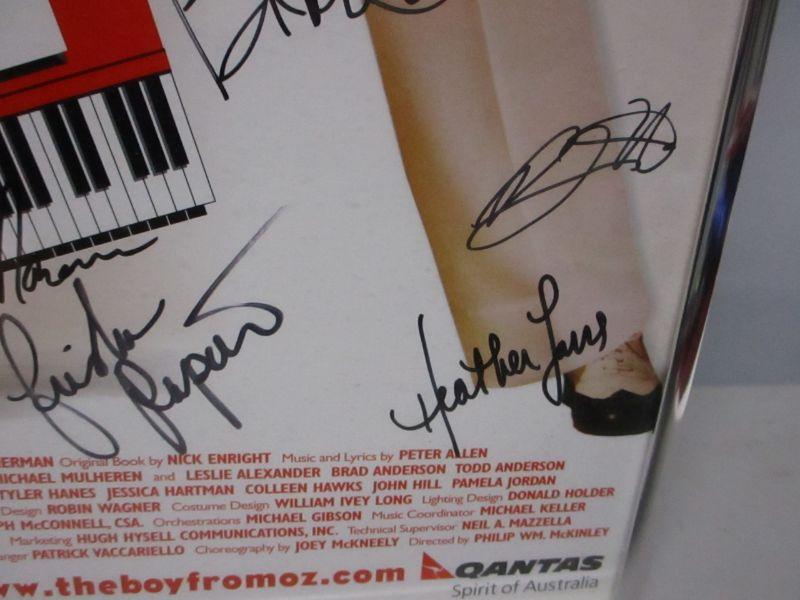 Heather Laws
ERMAN Original Book by NICK ENRIGHT Music and Lyrics by PETER ALLEN
MICHAEL MULHEREN and LESLIE ALEXANDER BRAD ANDERSON TODD ANDERSON
TYLER HANES JESSICA HARTMAN COLLEEN HAWKS JOHN HILL PAMELA JORDAN
Design ROBIN WAGNER Costume Design WILLIAM IVEY LONG Lighting Design DONALD HOLDER
PH McCONNELL, CSA. Orchestrations MICHAEL GIBSON Music Coordinator MICHAEL KELLER
Marketing HUGH HYSELL COMMUNICATIONS, INC. Technical Supervisor NEIL A. MAZZELLA
anger PATRICK VACCARIELLO Choreography by JOEY McKNEELY Directed by PHILIP WM. McKINLEY
ww.theboyfromoz.com QANTAS
Spirit of Australia